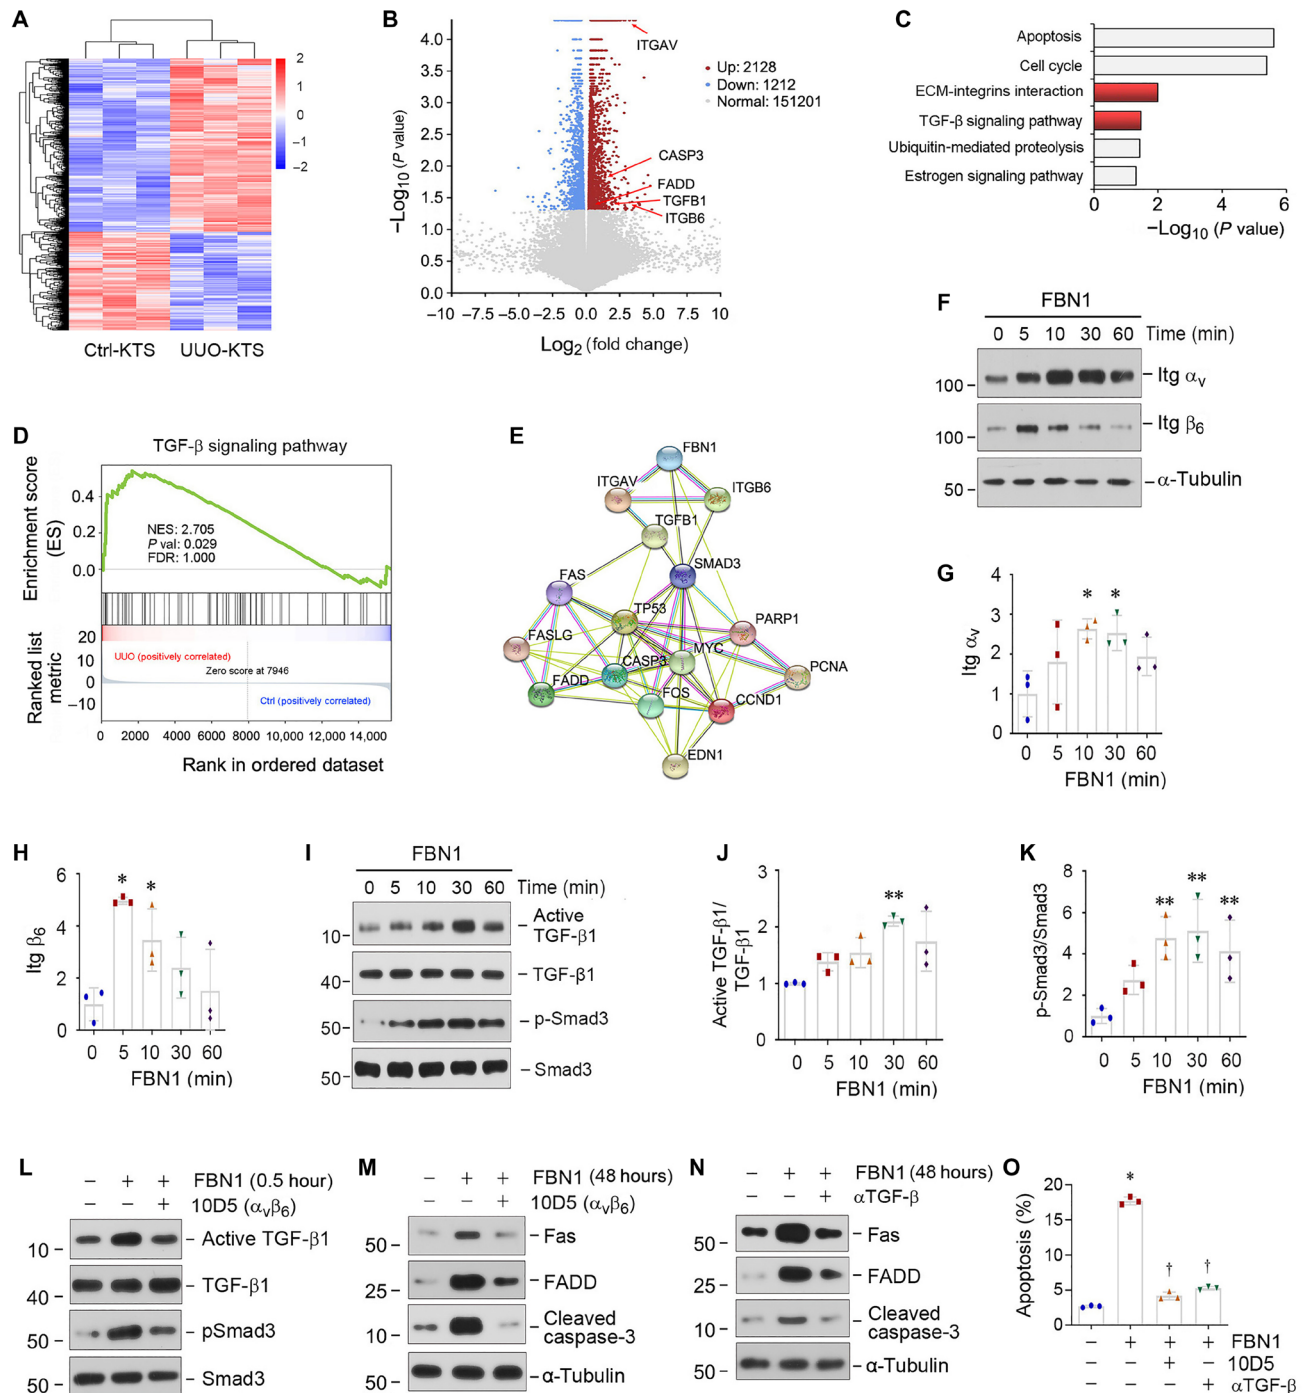 A
2
1
0
−1
−2
Ctrl-KTS UUO-KTS
B
4.0
3.5
3.0
2.5
2.0
1.5
1.0
0.5
0.0
−Log10 (P value)
ITGAV
Up: 2128
Down: 1212
Normal: 151201
CASP3
FADD
TGFB1
ITGB6
−10 −7.5 −5.0 −2.5 0.0 2.5 5.0 7.5 10
Log2 (fold change)
C
Apoptosis
Cell cycle
ECM-integrins interaction
TGF-β signaling pathway
Ubiquitin-mediated proteolysis
Estrogen signaling pathway
0 2 4 6
−Log10 (P value)
D
TGF-β signaling pathway
Enrichment score
(ES)
0.4
0.2
0.0
NES: 2.705
P val: 0.029
FDR: 1.000
Ranked list
metric
20
10
0
−10
UUO (positively correlated)
Zero score at 7946
Ctrl (positively correlated)
0 2000 4000 6000 8000 10,000 12,000 14,000
Rank in ordered dataset
E
FBN1
ITGAV
ITGB6
TGFB1
SMAD3
FAS
TP53
PARP1
FASLG
MYC
CASP3
PCNA
FADD
FOS
CCND1
EDN1
F
FBN1
0 5 10 30 60 Time (min)
100 Itg αv
100 Itg β6
50 α-Tubulin
G
Itg αv
4
3
2
1
0
* *
0 5 10 30 60
FBN1 (min)
H
Itg β6
6
4
2
0
* *
0 5 10 30 60
FBN1 (min)
I
FBN1
0 5 10 30 60 Time (min)
10 Active
TGF-β1
40 TGF-β1
50 p-Smad3
50 Smad3
J
Active TGF-β1/
TGF-β1
3
2
1
0
**
0 5 10 30 60
FBN1 (min)
K
p-Smad3/Smad3
8
6
4
2
0
** ** **
0 5 10 30 60
FBN1 (min)
L
− + + FBN1 (0.5 hour)
− − + 10D5 (αvβ6)
10 Active TGF-β1
40 TGF-β1
50 pSmad3
50 Smad3
M
− + + FBN1 (48 hours)
− − + 10D5 (αvβ6)
50 Fas
25 FADD
10 Cleaved
caspase-3
50 α-Tubulin
N
− + + FBN1 (48 hours)
− − + αTGF-β
50 Fas
25 FADD
10 Cleaved
caspase-3
50 α-Tubulin
O
Apoptosis (%)
20
15
10
5
0
* † †
− + + + FBN1
− − + − 10D5
− − − + αTGF-β